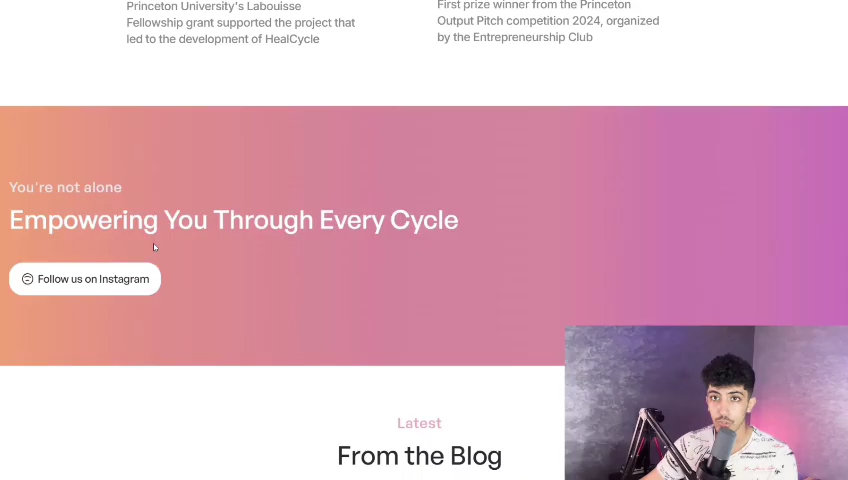 Princeton University's Labouisse
Fellowship grant supported the project that
led to the development of HealCycle
First prize winner from the Princeton
Output Pitch competition 2024, organized
by the Entrepreneurship Club
You're not alone
Empowering You Through Every Cycle
Follow us on Instagram
Latest
From the Blog